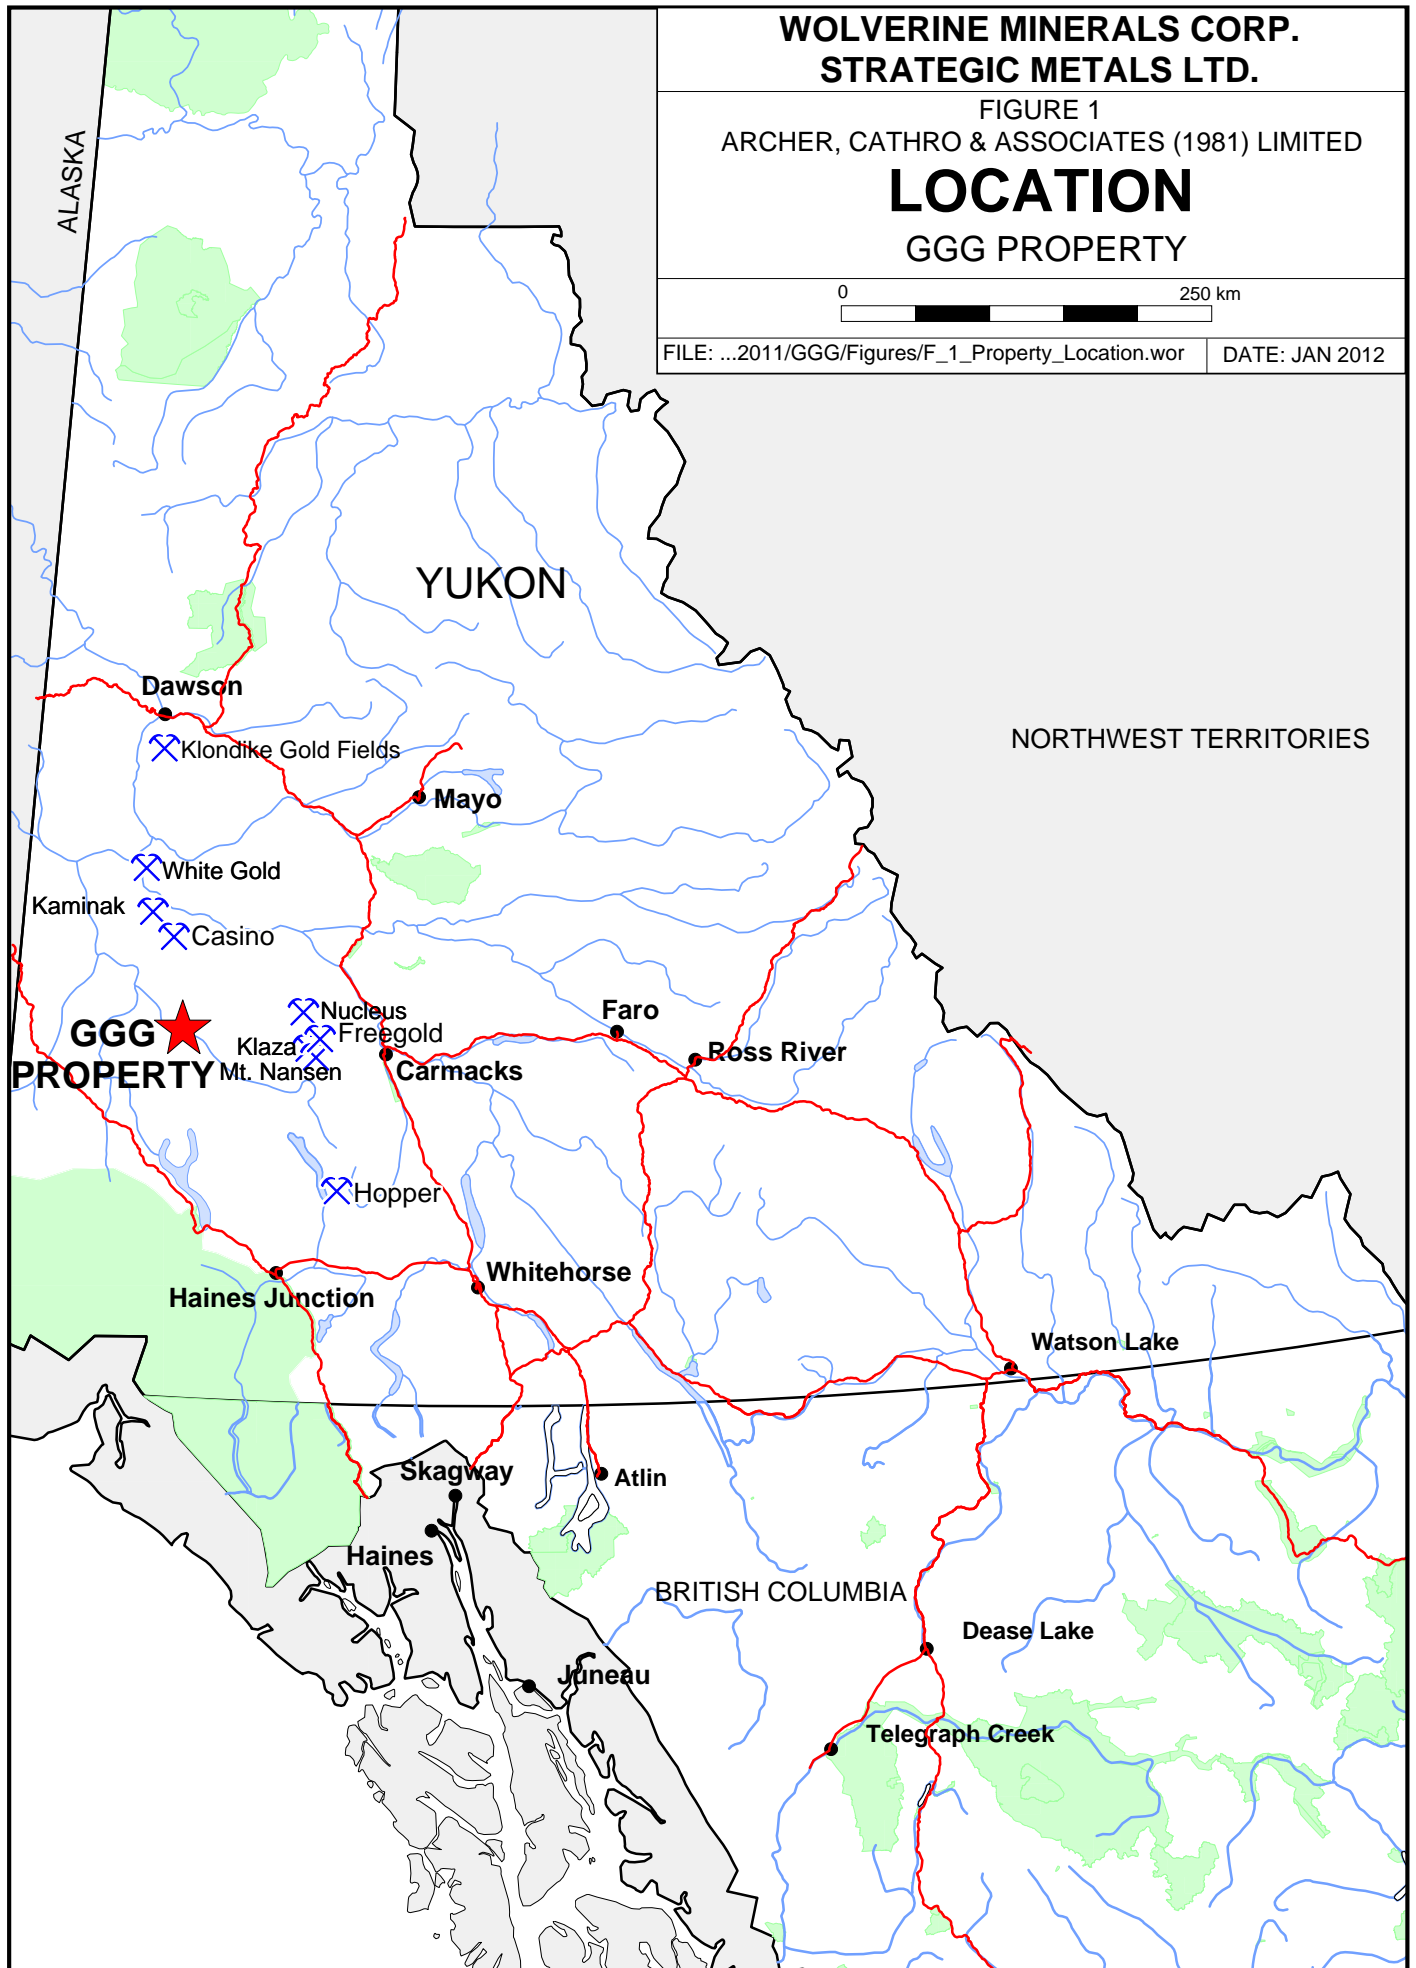 WOLVERINE MINERALS CORP.
STRATEGIC METALS LTD.
FIGURE 1
ARCHER, CATHRO & ASSOCIATES (1981) LIMITED
LOCATION
GGG PROPERTY
0 250 km
FILE: ...2011/GGG/Figures/F_1_Property_Location.wor
DATE: JAN 2012
ALASKA
YUKON
Dawson
Klondike Gold Fields
NORTHWEST TERRITORIES
Mayo
White Gold
Kaminak
Casino
Nucleus
Freegold
Klaza
Mt. Nansen
GGG
PROPERTY
Carmacks
Faro
Ross River
Hopper
Whitehorse
Haines Junction
Watson Lake
Skagway
Atlin
Haines
BRITISH COLUMBIA
Dease Lake
Juneau
Telegraph Creek